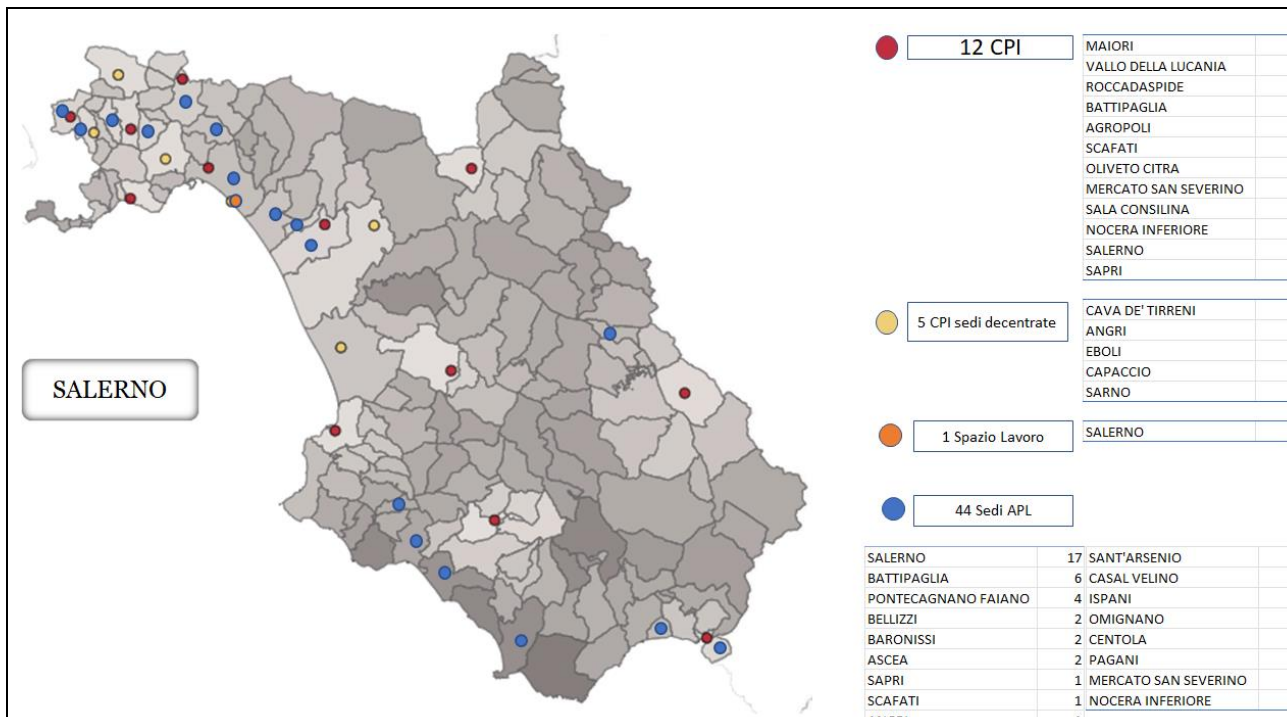 SALERNO
12 CPI
MAIORI
VALLO DELLA LUCANIA
ROCCADASPIDE
BATTIPAGLIA
AGROPOLI
SCAFATI
OLIVETO CITRA
MERCATO SAN SEVERINO
SALA CONSILINA
NOCERA INFERIORE
SALERNO
SAPRI
5 CPI sedi decentrate
CAVA DE' TIRRENI
ANGRI
EBOLI
CAPACCIO
SARNO
1 Spazio Lavoro
SALERNO
44 Sedi APL
SALERNO 17 SANT'ARSENIO
BATTIPAGLIA 6 CASAL VELINO
PONTECAGNANO FAIANO 4 ISPANI
BELLIZZI 2 OMIGNANO
BARONISSI 2 CENTOLA
ASCEA 2 PAGANI
SAPRI 1 MERCATO SAN SEVERINO
SCAFATI 1 NOCERA INFERIORE